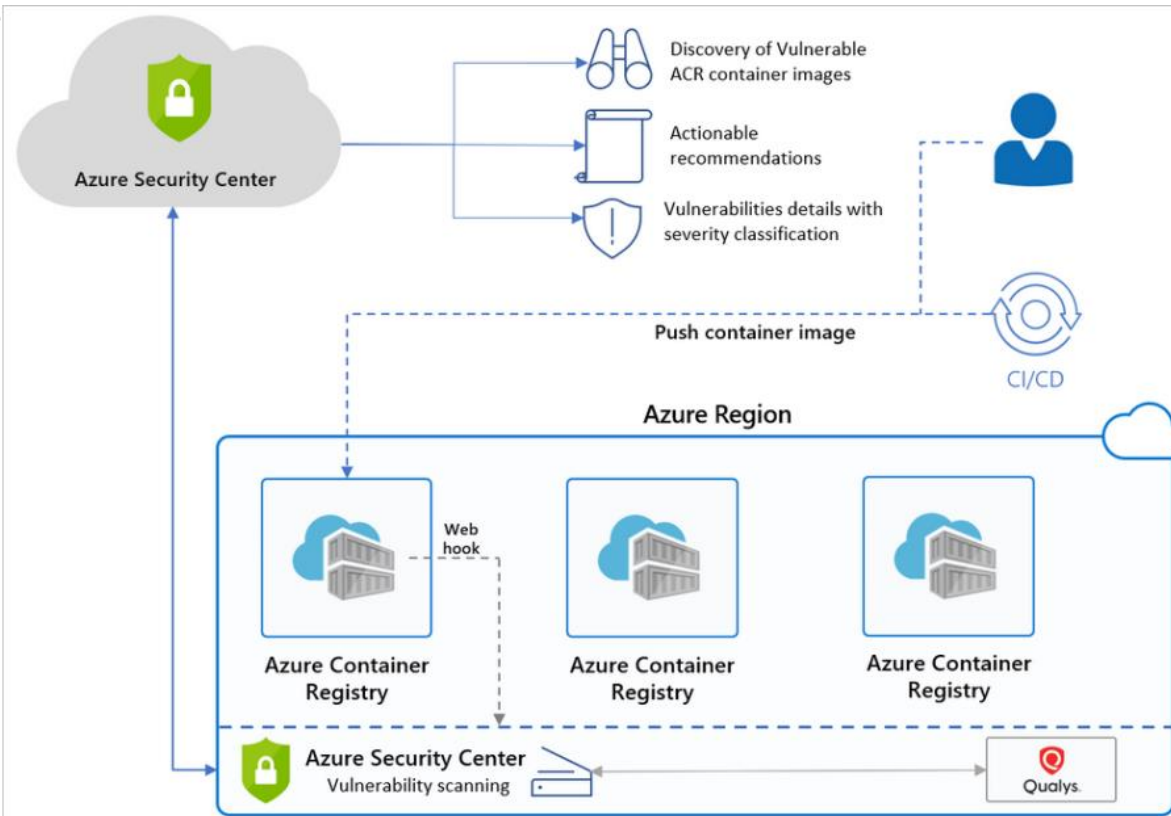 Azure Security Center
Discovery of Vulnerable
ACR container images
Actionable
recommendations
Vulnerabilities details with
severity classification
Push container image
CI/CD
Azure Region
Web
hook
Azure Container
Registry
Azure Container
Registry
Azure Container
Registry
Azure Security Center
Vulnerability scanning
Qualys.